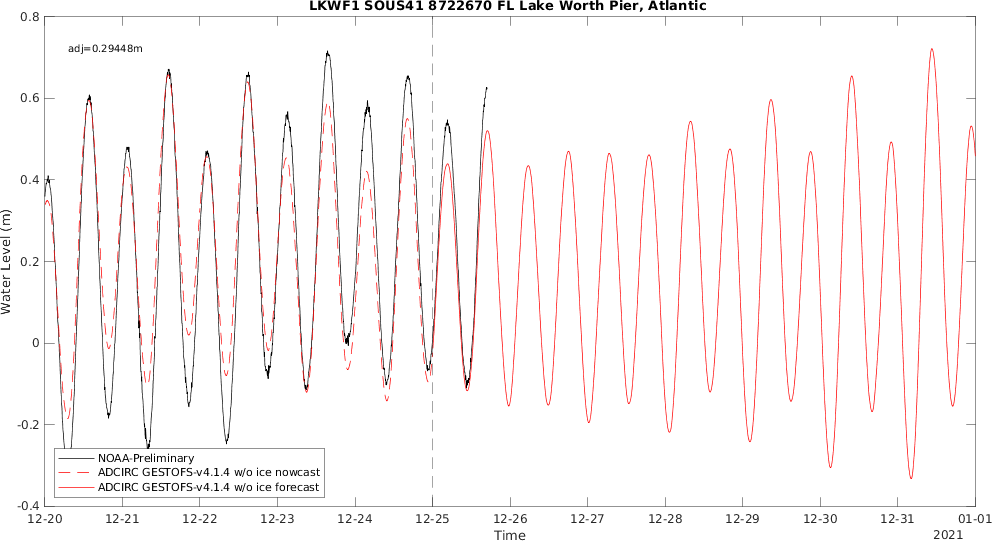 LKWF1 SOUS41 8722670 FL Lake Worth Pier, Atlantic
adj=0.29448m
Water Level (m)
0.8
0.6
0.4
0.2
0
-0.2
-0.4
NOAA-Preliminary
ADCIRC GESTOFS-v4.1.4 w/o ice nowcast
ADCIRC GESTOFS-v4.1.4 w/o ice forecast
12-20 12-21 12-22 12-23 12-24 12-25 12-26 12-27 12-28 12-29 12-30 12-31 01-01
Time
2021